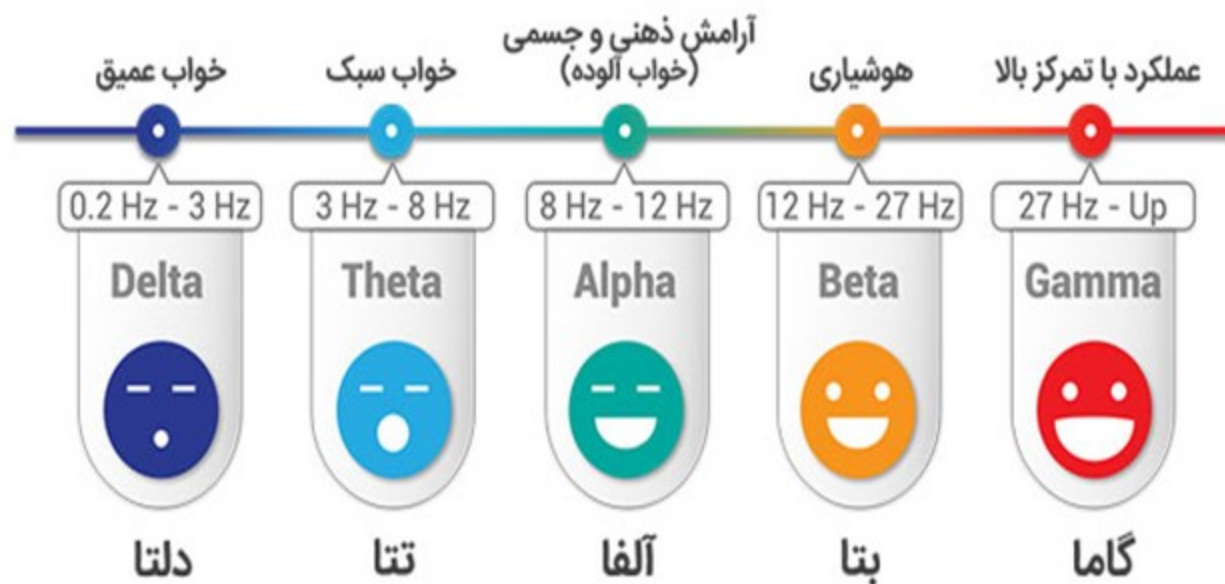 خواب عمیق
خواب سبک
آرامش ذهنی و جسمی
(خواب آلوده)
هوشیاری
عملکرد با تمرکز بالا
0.2 Hz - 3 Hz
3 Hz - 8 Hz
8 Hz - 12 Hz
12 Hz - 27 Hz
27 Hz - Up
Delta
Theta
Alpha
Beta
Gamma
دلتا
تتا
آلفا
بتا
گاما